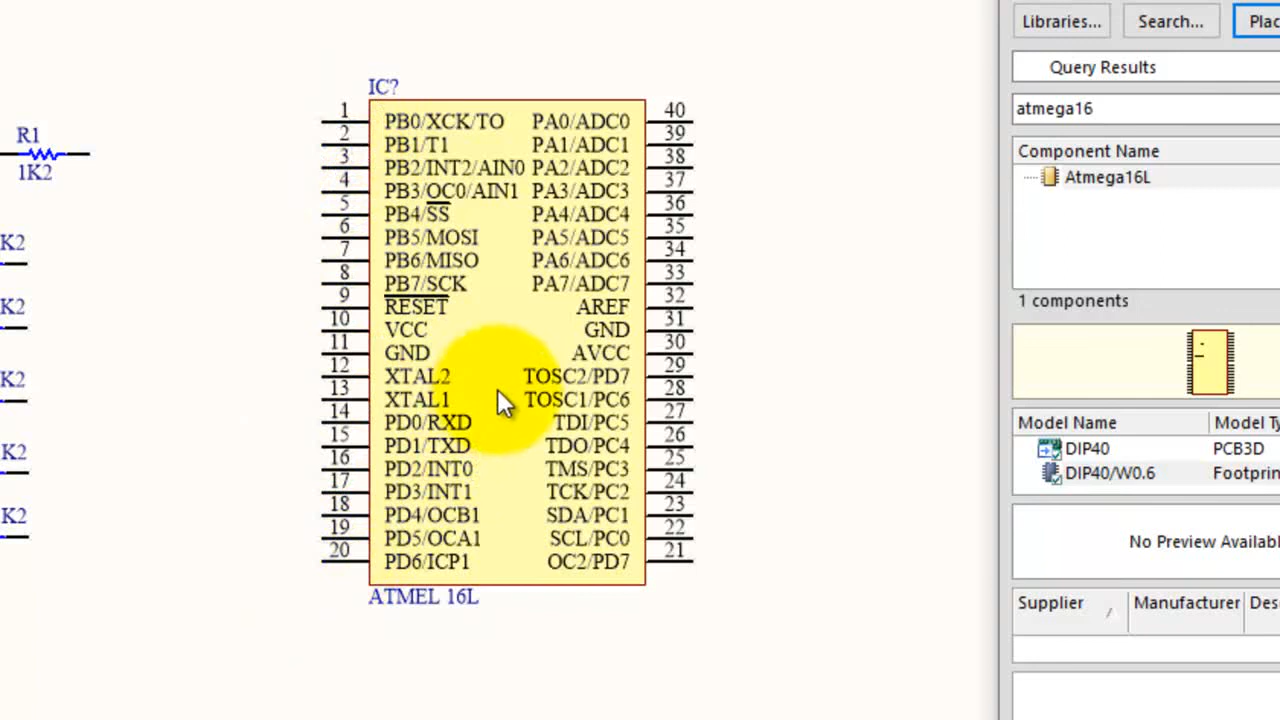 Libraries...
Search...
Query Results
atmega16
Component Name
Atmega16L
1 components
Model Name
DIP40
PCB3D
DIP40/W0.6
No Preview
Supplier
Manufacturer
R1
1K2
K2
K2
K2
K2
K2
IC?
1 PB0/XCK/TO PA0/ADC0 40
2 PB1/T1 PA1/ADC1 39
3 PB2/INT2/AIN0 PA2/ADC2 38
4 PB3/OC0/AIN1 PA3/ADC3 37
5 PB4/SS PA4/ADC4 36
6 PB5/MOSI PA5/ADC5 35
7 PB6/MISO PA6/ADC6 34
8 PB7/SCK PA7/ADC7 33
9 RESET AREF 32
10 VCC GND 31
11 GND AVCC 30
12 XTAL2 TOSC2/PD7 29
13 XTAL1 TOSC1/PC6 28
14 PD0/RXD TDI/PC5 27
15 PD1/TXD TDO/PC4 26
16 PD2/INT0 TMS/PC3 25
17 PD3/INT1 TCK/PC2 24
18 PD4/OCB1 SDA/PC1 23
19 PD5/OCA1 SCL/PC0 22
20 PD6/ICP1 OC2/PD7 21
ATMEL 16L